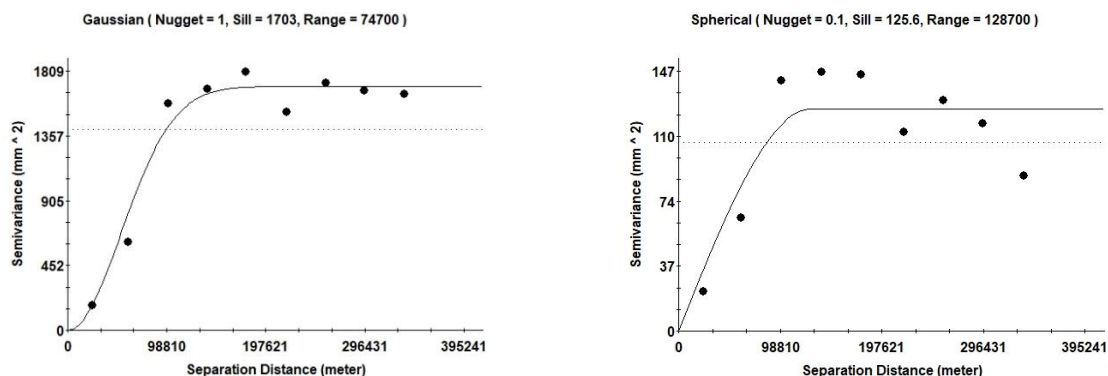 Gaussian ( Nugget = 1, Sill = 1703, Range = 74700 )
1809
1357
905
452
0
Semivariance (mm ^ 2)
0 98810 197621 296431 395241
Separation Distance (meter)
Spherical ( Nugget = 0.1, Sill = 125.6, Range = 128700 )
147
110
74
37
0
Semivariance (mm ^ 2)
0 98810 197621 296431 395241
Separation Distance (meter)